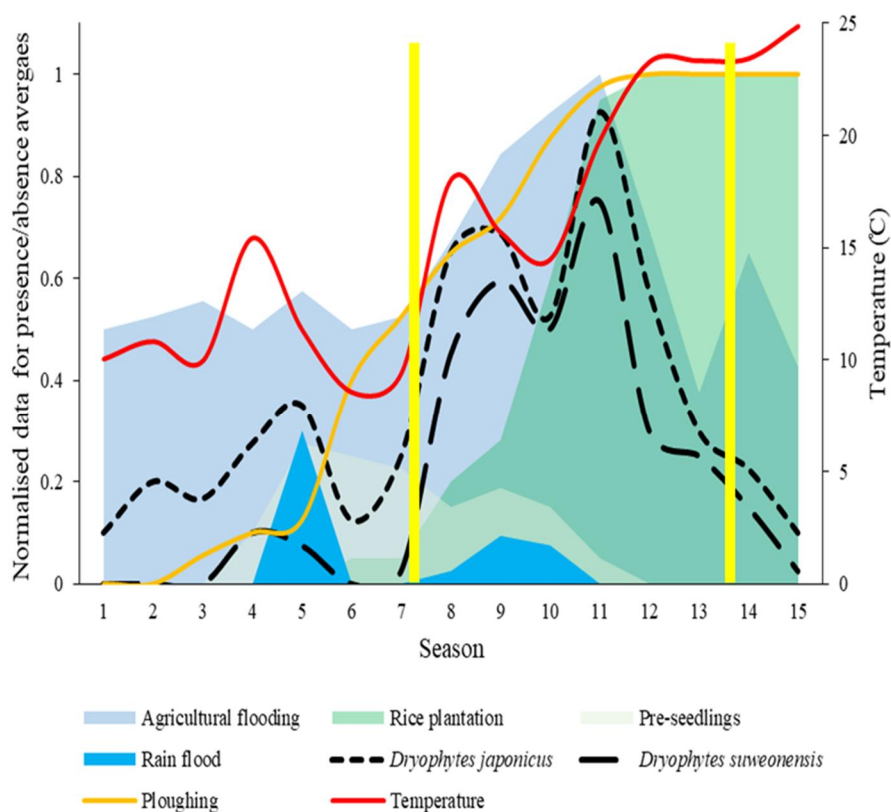 Normalised data for presence/absence avergaes
1
0.8
0.6
0.4
0.2
0
25
20
15
10
5
0
Temperature (℃)
1 2 3 4 5 6 7 8 9 10 11 12 13 14 15
Season
Agricultural flooding Rice plantation Pre-seedlings
Rain flood Dryophytes japonicus Dryophytes suweonensis
Ploughing Temperature